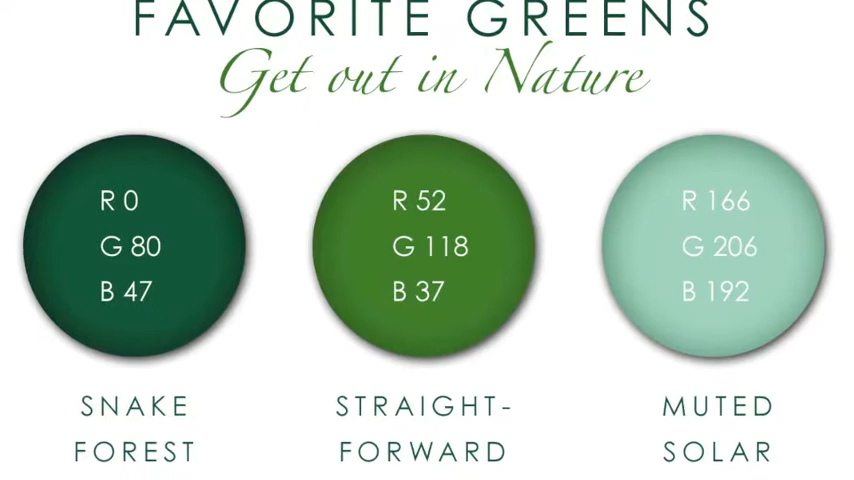 FAVORITE GREENS
Get out in Nature
R 0
G 80
B 47
R 52
G 118
B 37
R 166
G 206
B 192
SNAKE
FOREST
STRAIGHT-
FORWARD
MUTED
SOLAR